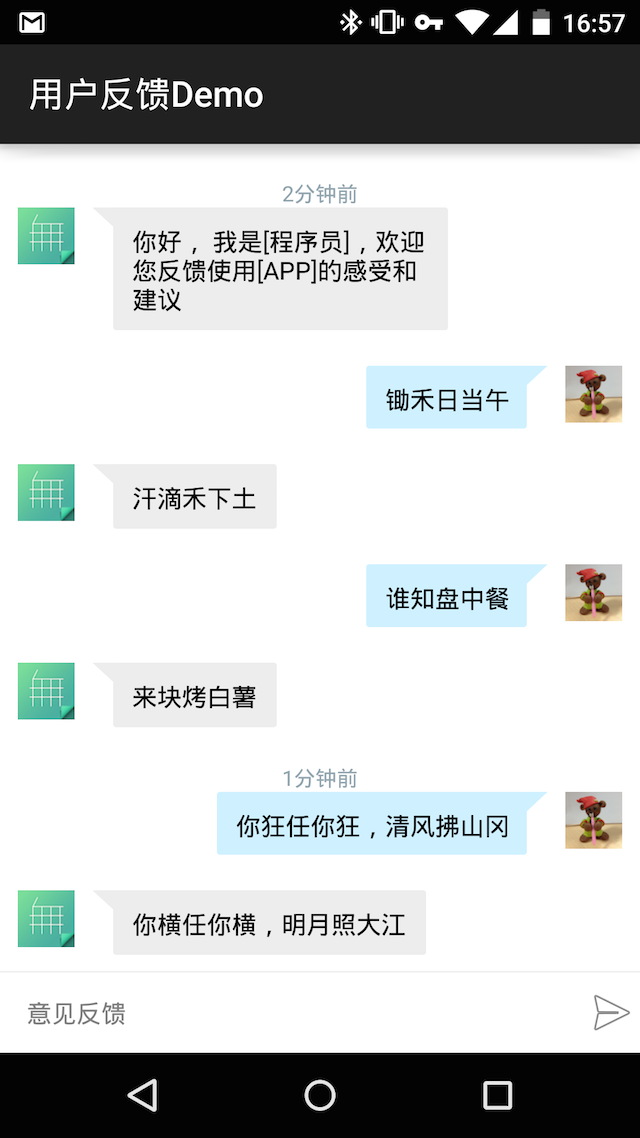 16:57
用户反馈Demo
2分钟前
你好， 我是[程序员]，欢迎
您反馈使用[APP]的感受和
建议
锄禾日当午
汗滴禾下土
谁知盘中餐
来块烤白薯
1分钟前
你狂任你狂，清风拂山冈
你横任你横，明月照大江
意见反馈